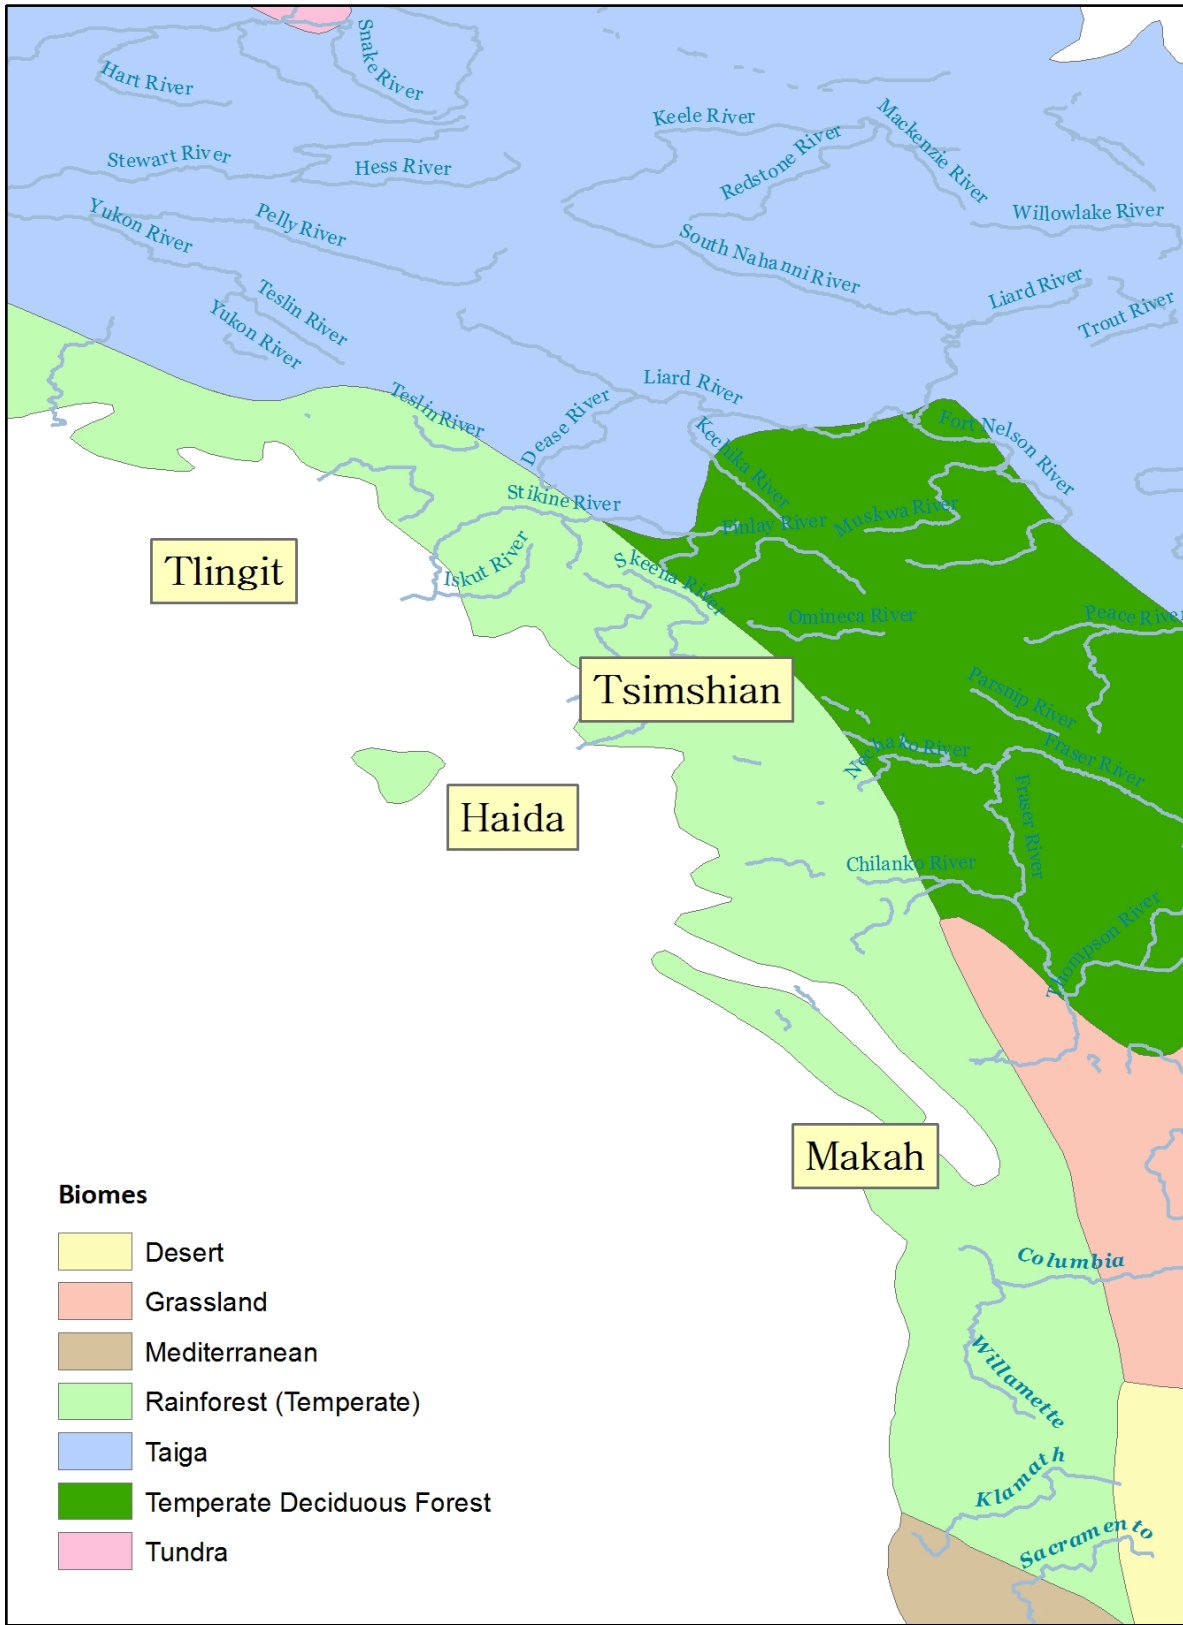 Snake River
Hart River
Keele River
Mackenzie River
Redstone River
Stewart River
Hess River
Willowlake River
Yukon River
Pelly River
South Nahanni River
Liard River
Teslin River
Yukon River
Trout River
Liard River
Teslin River
Dease River
Kechika River
Fort Nelson River
Stikine River
Finlay River
Muskwa River
Iskut River
Skeena River
Tlingit
Omineca River
Peace River
Tsimshian
Parsnip River
Nechako River
Fraser River
Fraser River
Haida
Chilanko River
Thompson River
Makah
Columbia
Willamette
Klamath
Sacramento
Biomes
Desert
Grassland
Mediterranean
Rainforest (Temperate)
Taiga
Temperate Deciduous Forest
Tundra